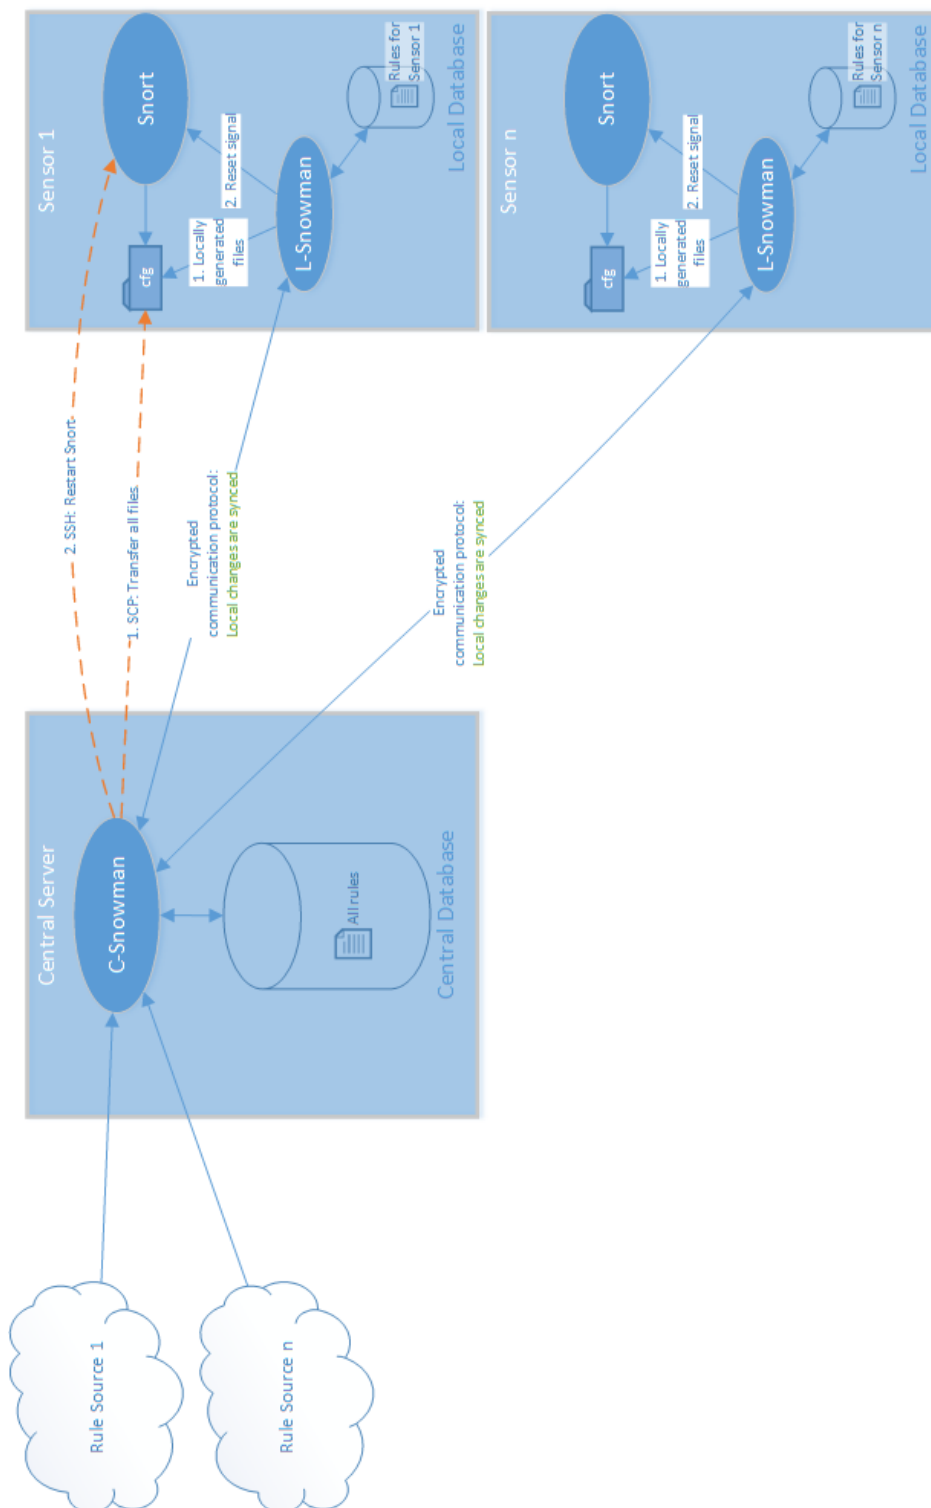 Rule Source 1
Rule Source n
Central Server
C-Snowman
All rules
Central Database
2. SSH: Restart Snort
1. SCP: Transfer all files
Encrypted
communication protocol:
Local changes are synced
Encrypted
communication protocol:
Local changes are synced
Sensor 1
Snort
cfg
1. Locally
generated
files
2. Reset signal
L-Snowman
Rules for
Sensor 1
Local Database
Sensor n
Snort
cfg
1. Locally
generated
files
2. Reset signal
L-Snowman
Rules for
Sensor n
Local Database